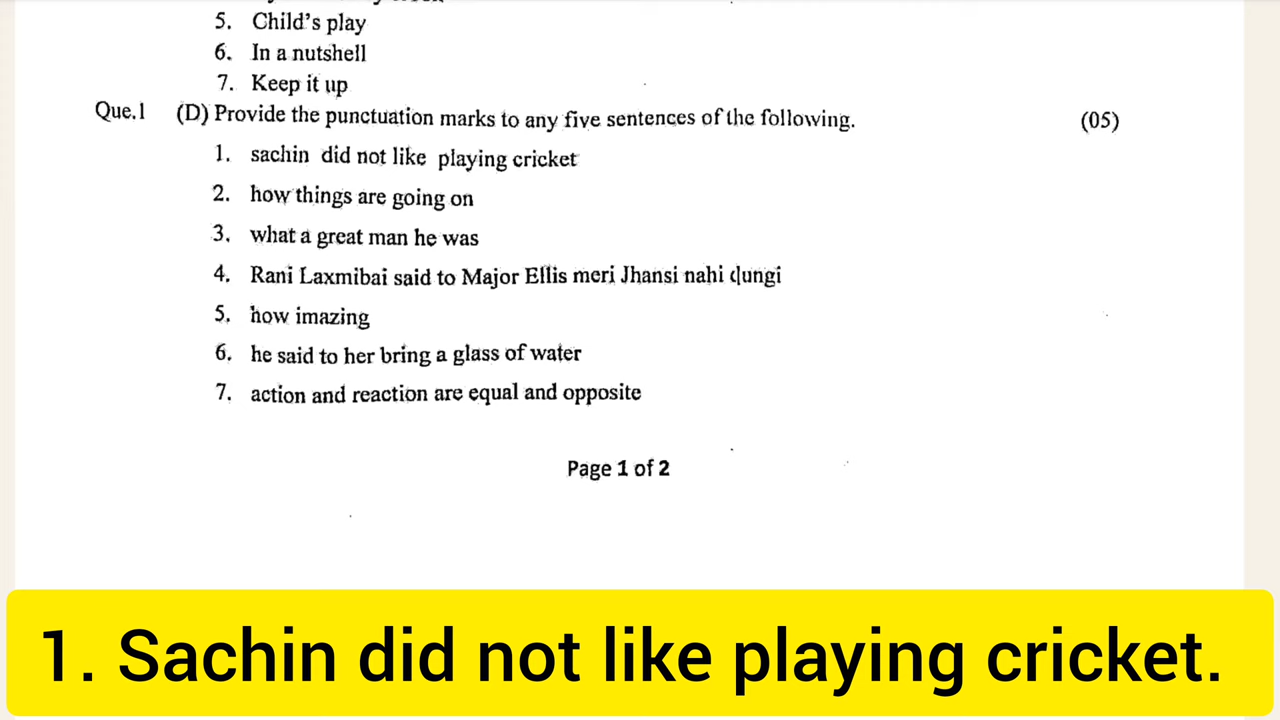 5. Child's play
6. In a nutshell
7. Keep it up
Que.1 (D) Provide the punctuation marks to any five sentences of the following. (05)
1. sachin did not like playing cricket
2. how things are going on
3. what a great man he was
4. Rani Laxmibai said to Major Ellis meri Jhansi nahi dungi
5. how imazing
6. he said to her bring a glass of water
7. action and reaction are equal and opposite
Page 1 of 2
1. Sachin did not like playing cricket.